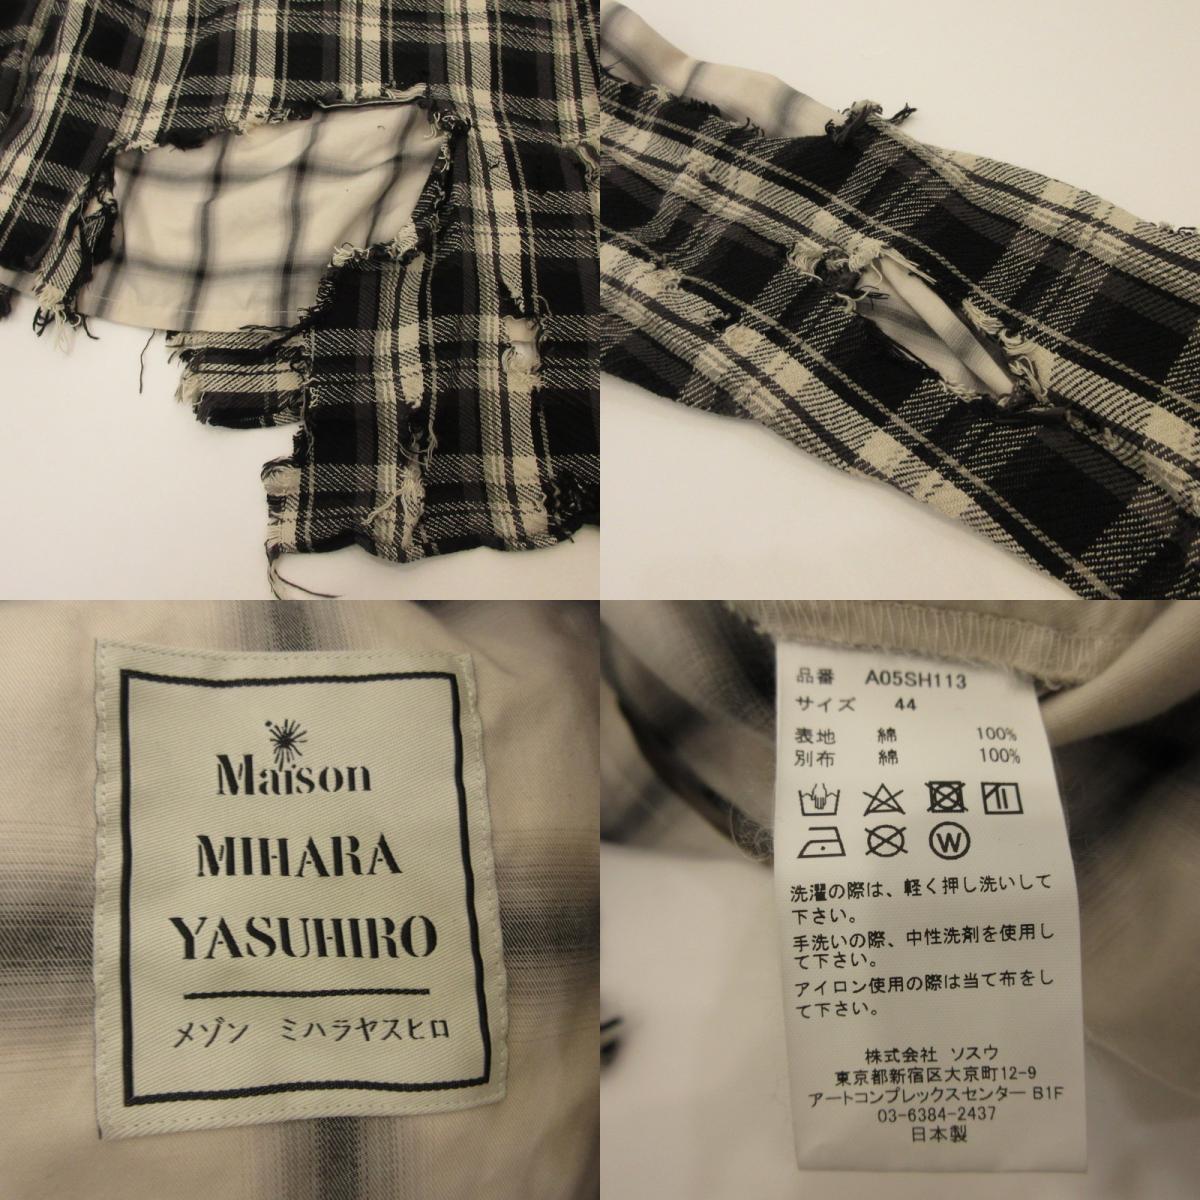 Maison
MIHARA
YASUHIRO
メゾン ミハラヤスヒロ
品番 A05SH113
サイズ 44
表地 綿 100%
別布 綿 100%
W
洗濯の際は、軽く押し洗いして
下さい。
手洗いの際、中性洗剤を使用し
て下さい。
アイロン使用の際は当て布をし
て下さい。
株式会社 ソスウ
東京都新宿区大京町12-9
アートコンプレックスセンター B1F
03-6384-2437
日本製